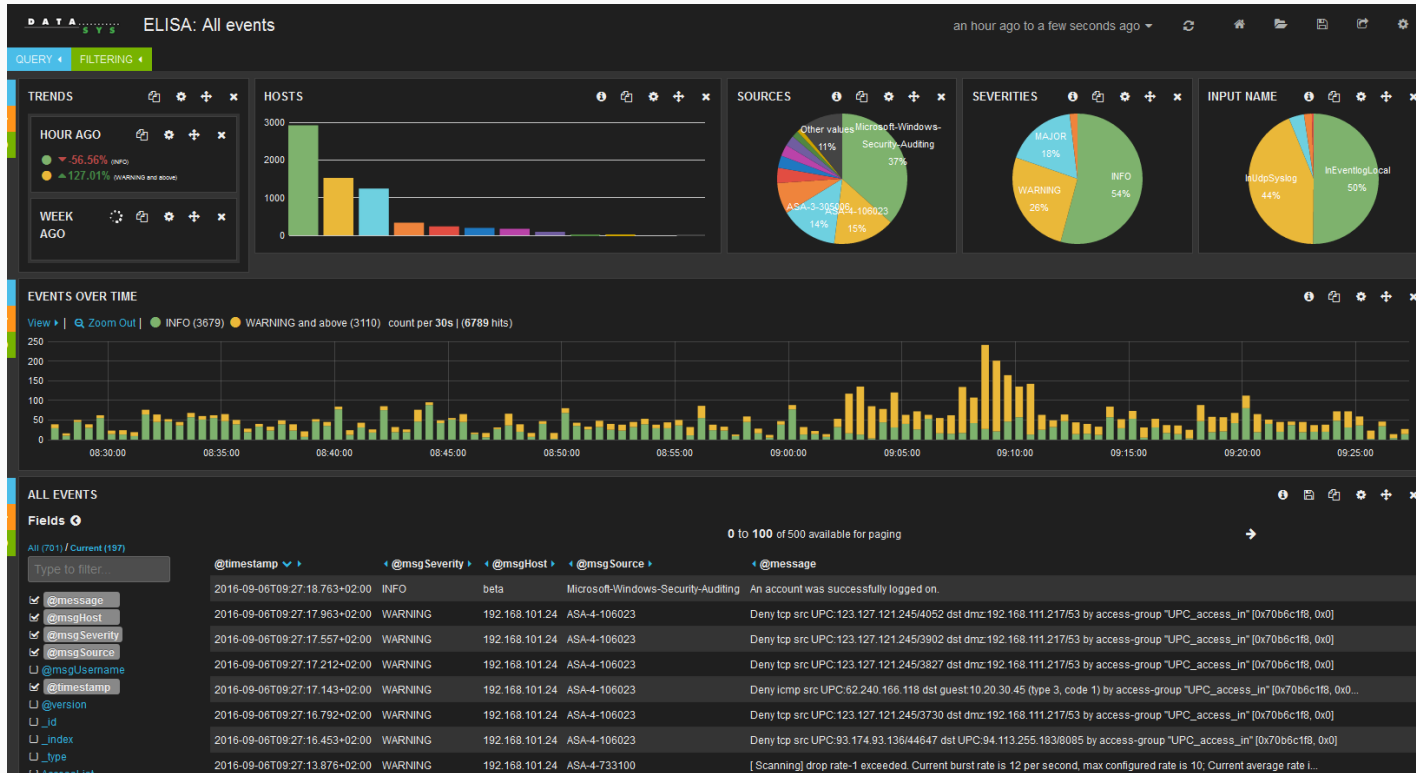 DATA SYS ELISA: All events an hour ago to a few seconds ago
QUERY FILTERING
TRENDS
HOUR AGO
-56.56% (INFO)
127.01% (WARNING and above)
WEEK AGO
HOSTS
3000
2000
1000
0
SOURCES
Other values 11%
Microsoft-Windows-Security-Auditing 37%
ASA-3-305006 14%
ASA-4-106023 15%
SEVERITIES
MAJOR 18%
WARNING 26%
INFO 54%
INPUT NAME
InUdpSyslog 44%
InEventlogLocal 50%
EVENTS OVER TIME
View | Zoom Out | INFO (3679) WARNING and above (3110) count per 30s | (6789 hits)
250
200
150
100
50
0
08:30:00 08:35:00 08:40:00 08:45:00 08:50:00 08:55:00 09:00:00 09:05:00 09:10:00 09:15:00 09:20:00 09:25:00
ALL EVENTS
Fields
All (701) / Current (197)
Type to filter...
@message
@msgHost
@msgSeverity
@msgSource
@msgUsername
@timestamp
@version
_id
_index
_type
0 to 100 of 500 available for paging
@timestamp @msgSeverity @msgHost @msgSource @message
2016-09-06T09:27:18.763+02:00 INFO beta Microsoft-Windows-Security-Auditing An account was successfully logged on.
2016-09-06T09:27:17.963+02:00 WARNING 192.168.101.24 ASA-4-106023 Deny tcp src UPC:123.127.121.245/4052 dst dmz:192.168.111.217/53 by access-group "UPC_access_in" [0x70b6c1f8, 0x0]
2016-09-06T09:27:17.557+02:00 WARNING 192.168.101.24 ASA-4-106023 Deny tcp src UPC:123.127.121.245/3902 dst dmz:192.168.111.217/53 by access-group "UPC_access_in" [0x70b6c1f8, 0x0]
2016-09-06T09:27:17.212+02:00 WARNING 192.168.101.24 ASA-4-106023 Deny tcp src UPC:123.127.121.245/3827 dst dmz:192.168.111.217/53 by access-group "UPC_access_in" [0x70b6c1f8, 0x0]
2016-09-06T09:27:17.143+02:00 WARNING 192.168.101.24 ASA-4-106023 Deny icmp src UPC:62.240.166.118 dst guest:10.20.30.45 (type 3, code 1) by access-group "UPC_access_in" [0x70b6c1f8, 0x0...
2016-09-06T09:27:16.792+02:00 WARNING 192.168.101.24 ASA-4-106023 Deny tcp src UPC:123.127.121.245/3730 dst dmz:192.168.111.217/53 by access-group "UPC_access_in" [0x70b6c1f8, 0x0]
2016-09-06T09:27:16.453+02:00 WARNING 192.168.101.24 ASA-4-106023 Deny tcp src UPC:93.174.93.136/44647 dst UPC:94.113.255.183/8085 by access-group "UPC_access_in" [0x70b6c1f8, 0x0]
2016-09-06T09:27:13.876+02:00 WARNING 192.168.101.24 ASA-4-733100 [ Scanning] drop rate-1 exceeded. Current burst rate is 12 per second, max configured rate is 10; Current average rate i...